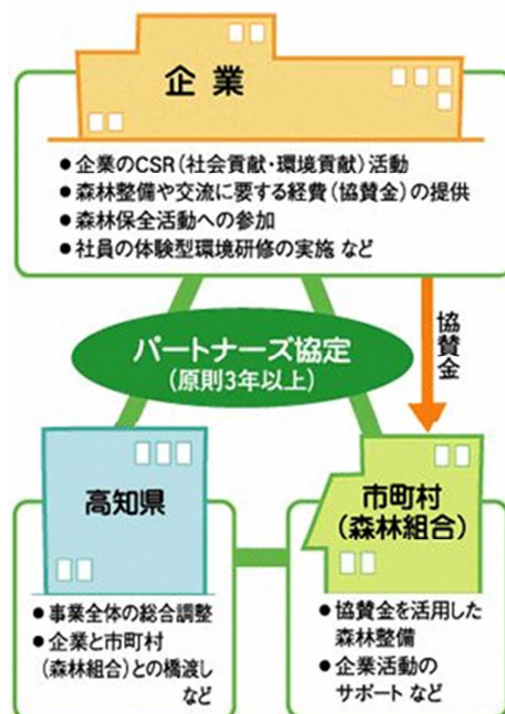 企業
●企業のCSR(社会貢献・環境貢献)活動
●森林整備や交流に要する経費(協賛金)の提供
●森林保全活動への参加
●社員の体験型環境研修の実施 など
パートナーズ協定
(原則3年以上)
協賛金
高知県
●事業全体の総合調整
●企業と市町村
(森林組合)との橋渡し
など
市町村
(森林組合)
●協賛金を活用した
森林整備
●企業活動の
サポート など